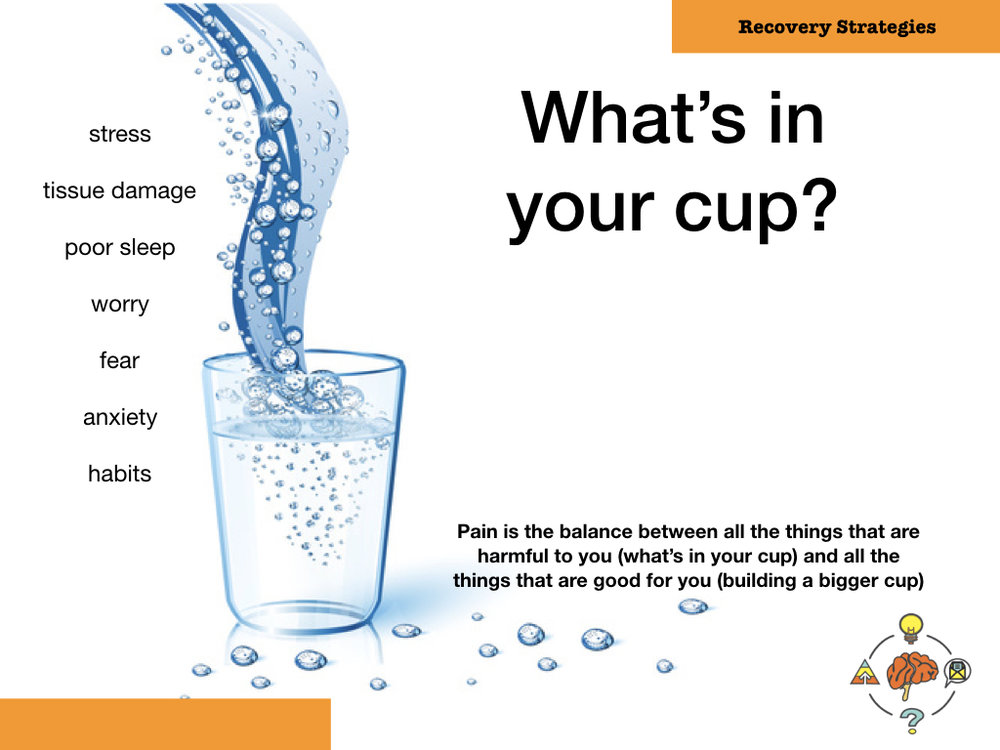 Recovery Strategies
What’s in
your cup?
stress
tissue damage
poor sleep
worry
fear
anxiety
habits
Pain is the balance between all the things that are
harmful to you (what’s in your cup) and all the
things that are good for you (building a bigger cup)
?